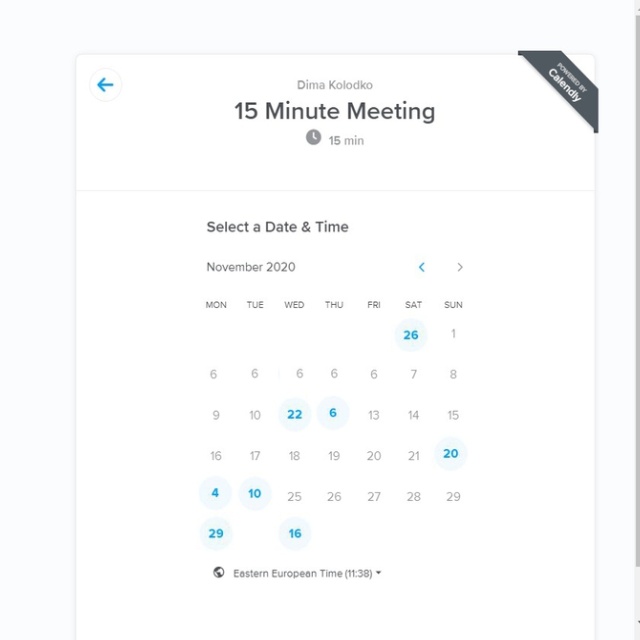 POWERED BY
Calendly
Dima Kolodko
15 Minute Meeting
15 min
Select a Date & Time
November 2020
MON TUE WED THU FRI SAT SUN
26 1
6 6 6 6 6 7 8
9 10 22 6 13 14 15
16 17 18 19 20 21 20
4 10 25 26 27 28 29
29 16
Eastern European Time (11:38)